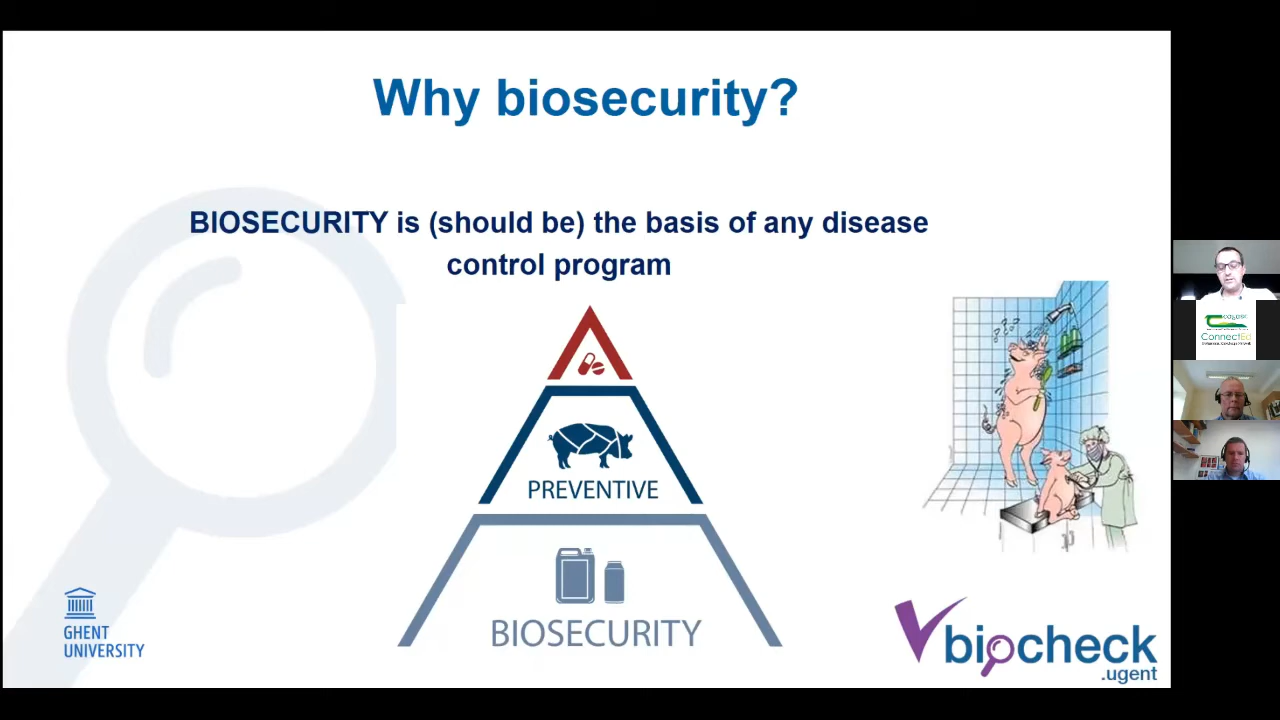 Why biosecurity?
BIOSECURITY is (should be) the basis of any disease
control program
PREVENTIVE
BIOSECURITY
GHENT
UNIVERSITY
biocheck
.ugent
ConnectEd